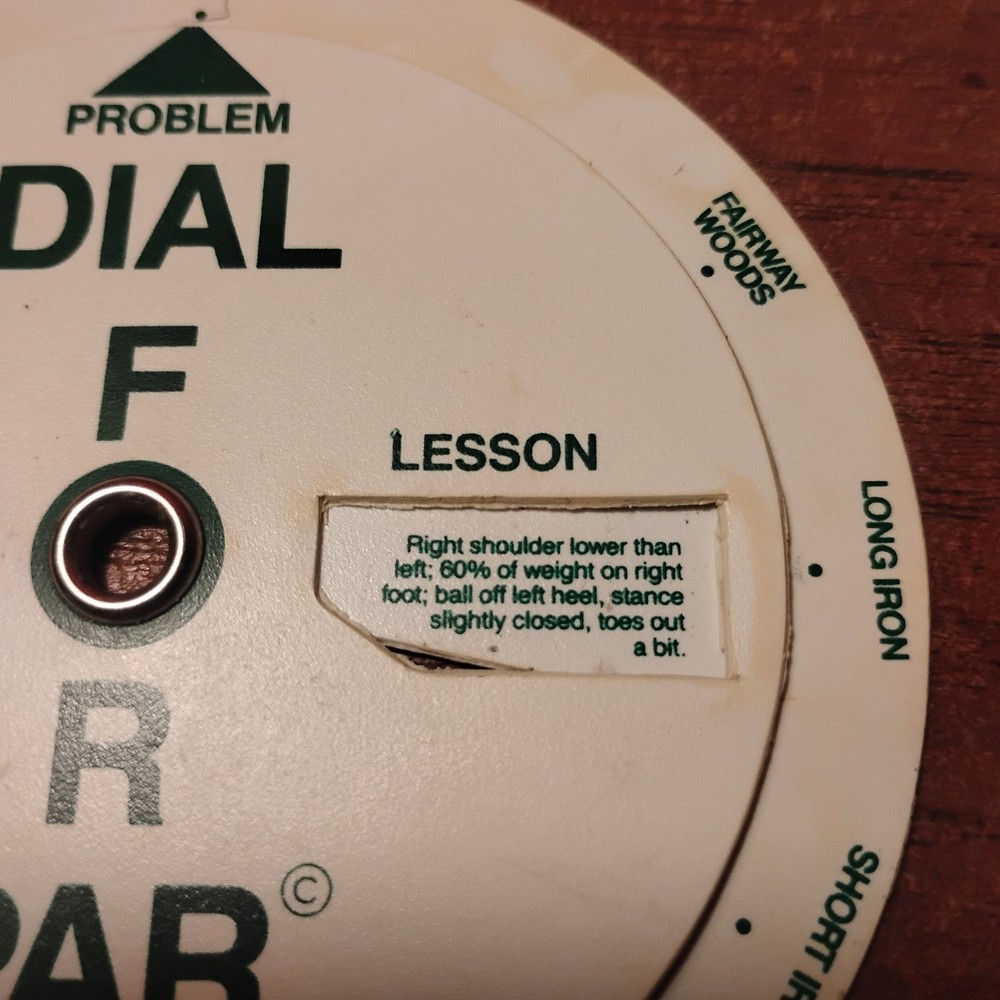 PROBLEM
DIAL
F
R
PAR ©
LESSON
Right shoulder lower than
left; 60% of weight on right
foot; ball off left heel, stance
slightly closed, toes out
a bit.
FAIRWAY
WOODS
LONG IRON
SHORT